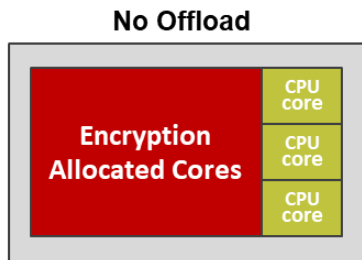 No Offload
Encryption
Allocated Cores
CPU
core
CPU
core
CPU
core